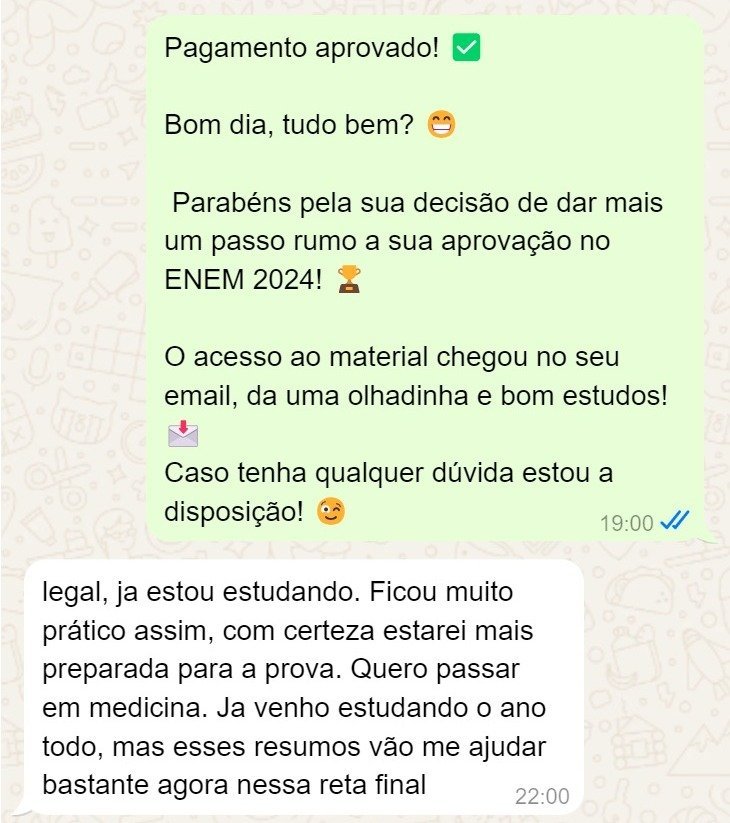 Pagamento aprovado! ✅
Bom dia, tudo bem? 😁
Parabéns pela sua decisão de dar mais
um passo rumo a sua aprovação no
ENEM 2024! 🏆
O acesso ao material chegou no seu
email, da uma olhadinha e bom estudos!
📩
Caso tenha qualquer dúvida estou a
disposição! 😉
19:00
legal, ja estou estudando. Ficou muito
prático assim, com certeza estarei mais
preparada para a prova. Quero passar
em medicina. Ja venho estudando o ano
todo, mas esses resumos vão me ajudar
bastante agora nessa reta final
22:00